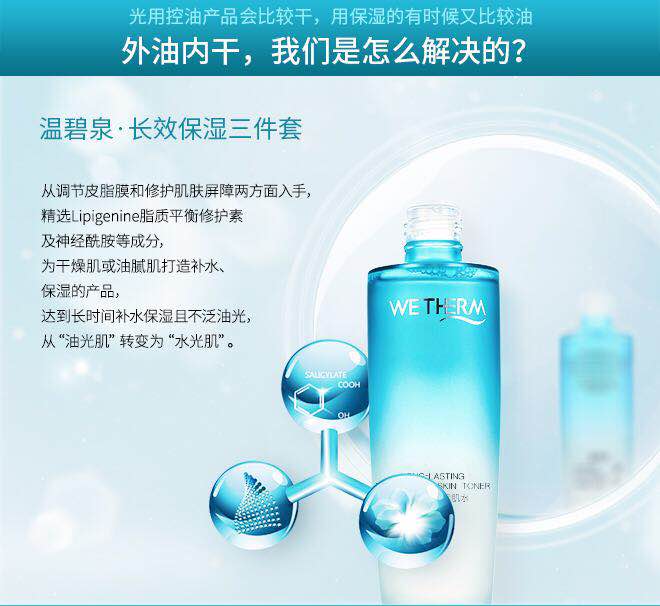 光用控油产品会比较干，用保湿的有时候又比较油
外油内干，我们是怎么解决的？
温碧泉·长效保湿三件套
从调节皮脂膜和修护肌肤屏障两方面入手，
精选Lipigenine脂质平衡修护素
及神经酰胺等成分，
为干燥肌或油腻肌打造补水、
保湿的产品，
达到长时间补水保湿且不泛油光，
从“油光肌”转变为“水光肌”。
WETHERM
SALICYLATE
COOH
OH
LASTING
SKIN TONER
肌水